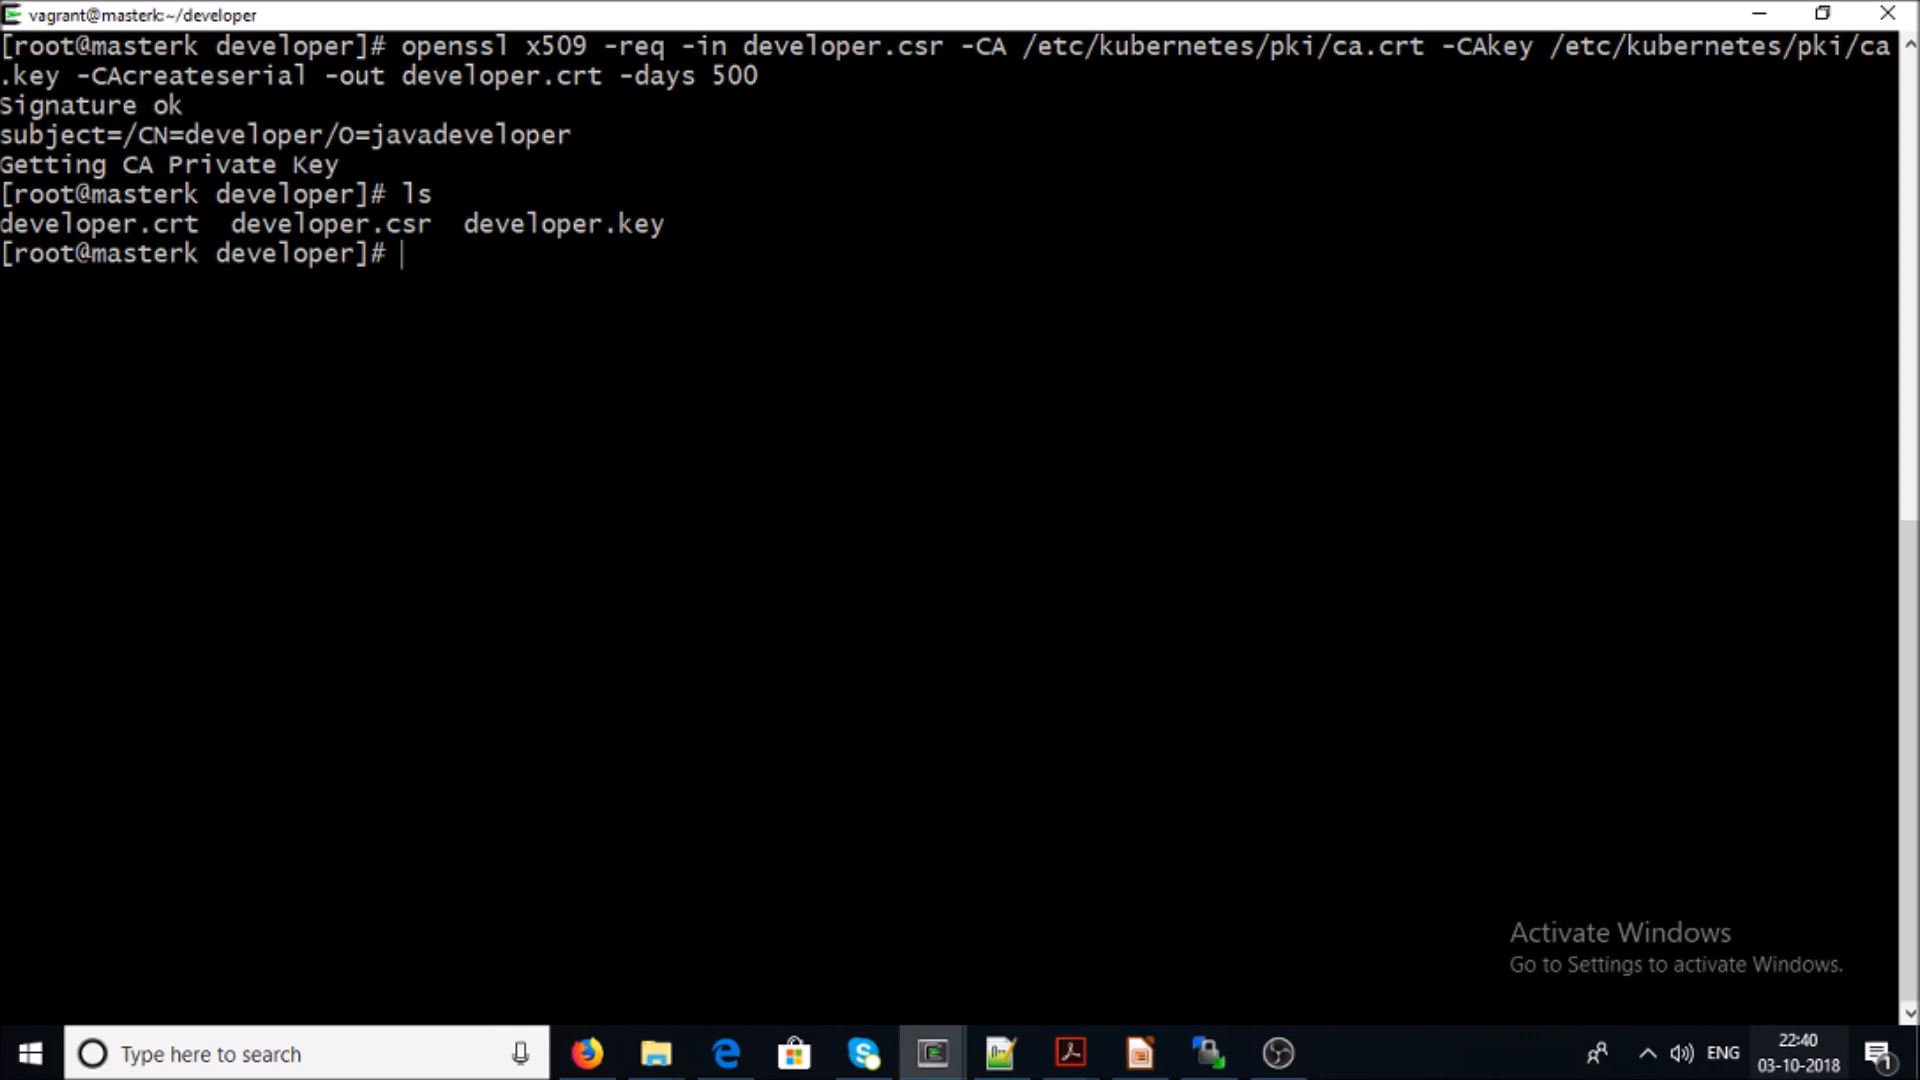 vagrant@masterk:~/developer
[root@masterk developer]# openssl x509 -req -in developer.csr -CA /etc/kubernetes/pki/ca.crt -CAkey /etc/kubernetes/pki/ca
.key -CAcreateserial -out developer.crt -days 500
Signature ok
subject=/CN=developer/O=javadeveloper
Getting CA Private Key
[root@masterk developer]# ls
developer.crt  developer.csr  developer.key
[root@masterk developer]#
Activate Windows
Go to Settings to activate Windows.
Type here to search
ENG
22:40
03-10-2018
1